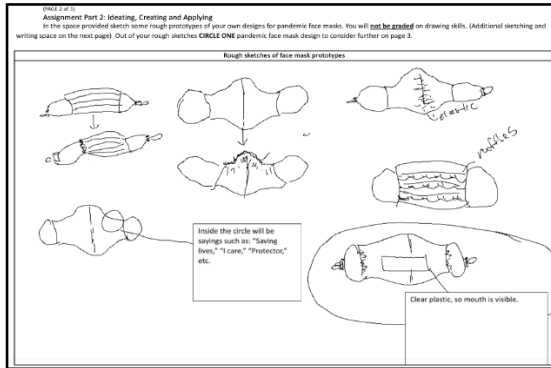 (PAGE 2 of 3)
Assignment Part 2: Ideating, Creating and Applying
In the space provided sketch some rough prototypes of your own designs for pandemic face masks. You will not be graded on drawing skills. (Additional sketching and
writing space on the next page) Out of your rough sketches CIRCLE ONE pandemic face mask design to consider further on page 3.
Rough sketches of face mask prototypes
elastic
ruffles
Inside the circle will be
sayings such as: "Saving
lives," "I care," "Protector,"
etc.
Clear plastic, so mouth is visible.